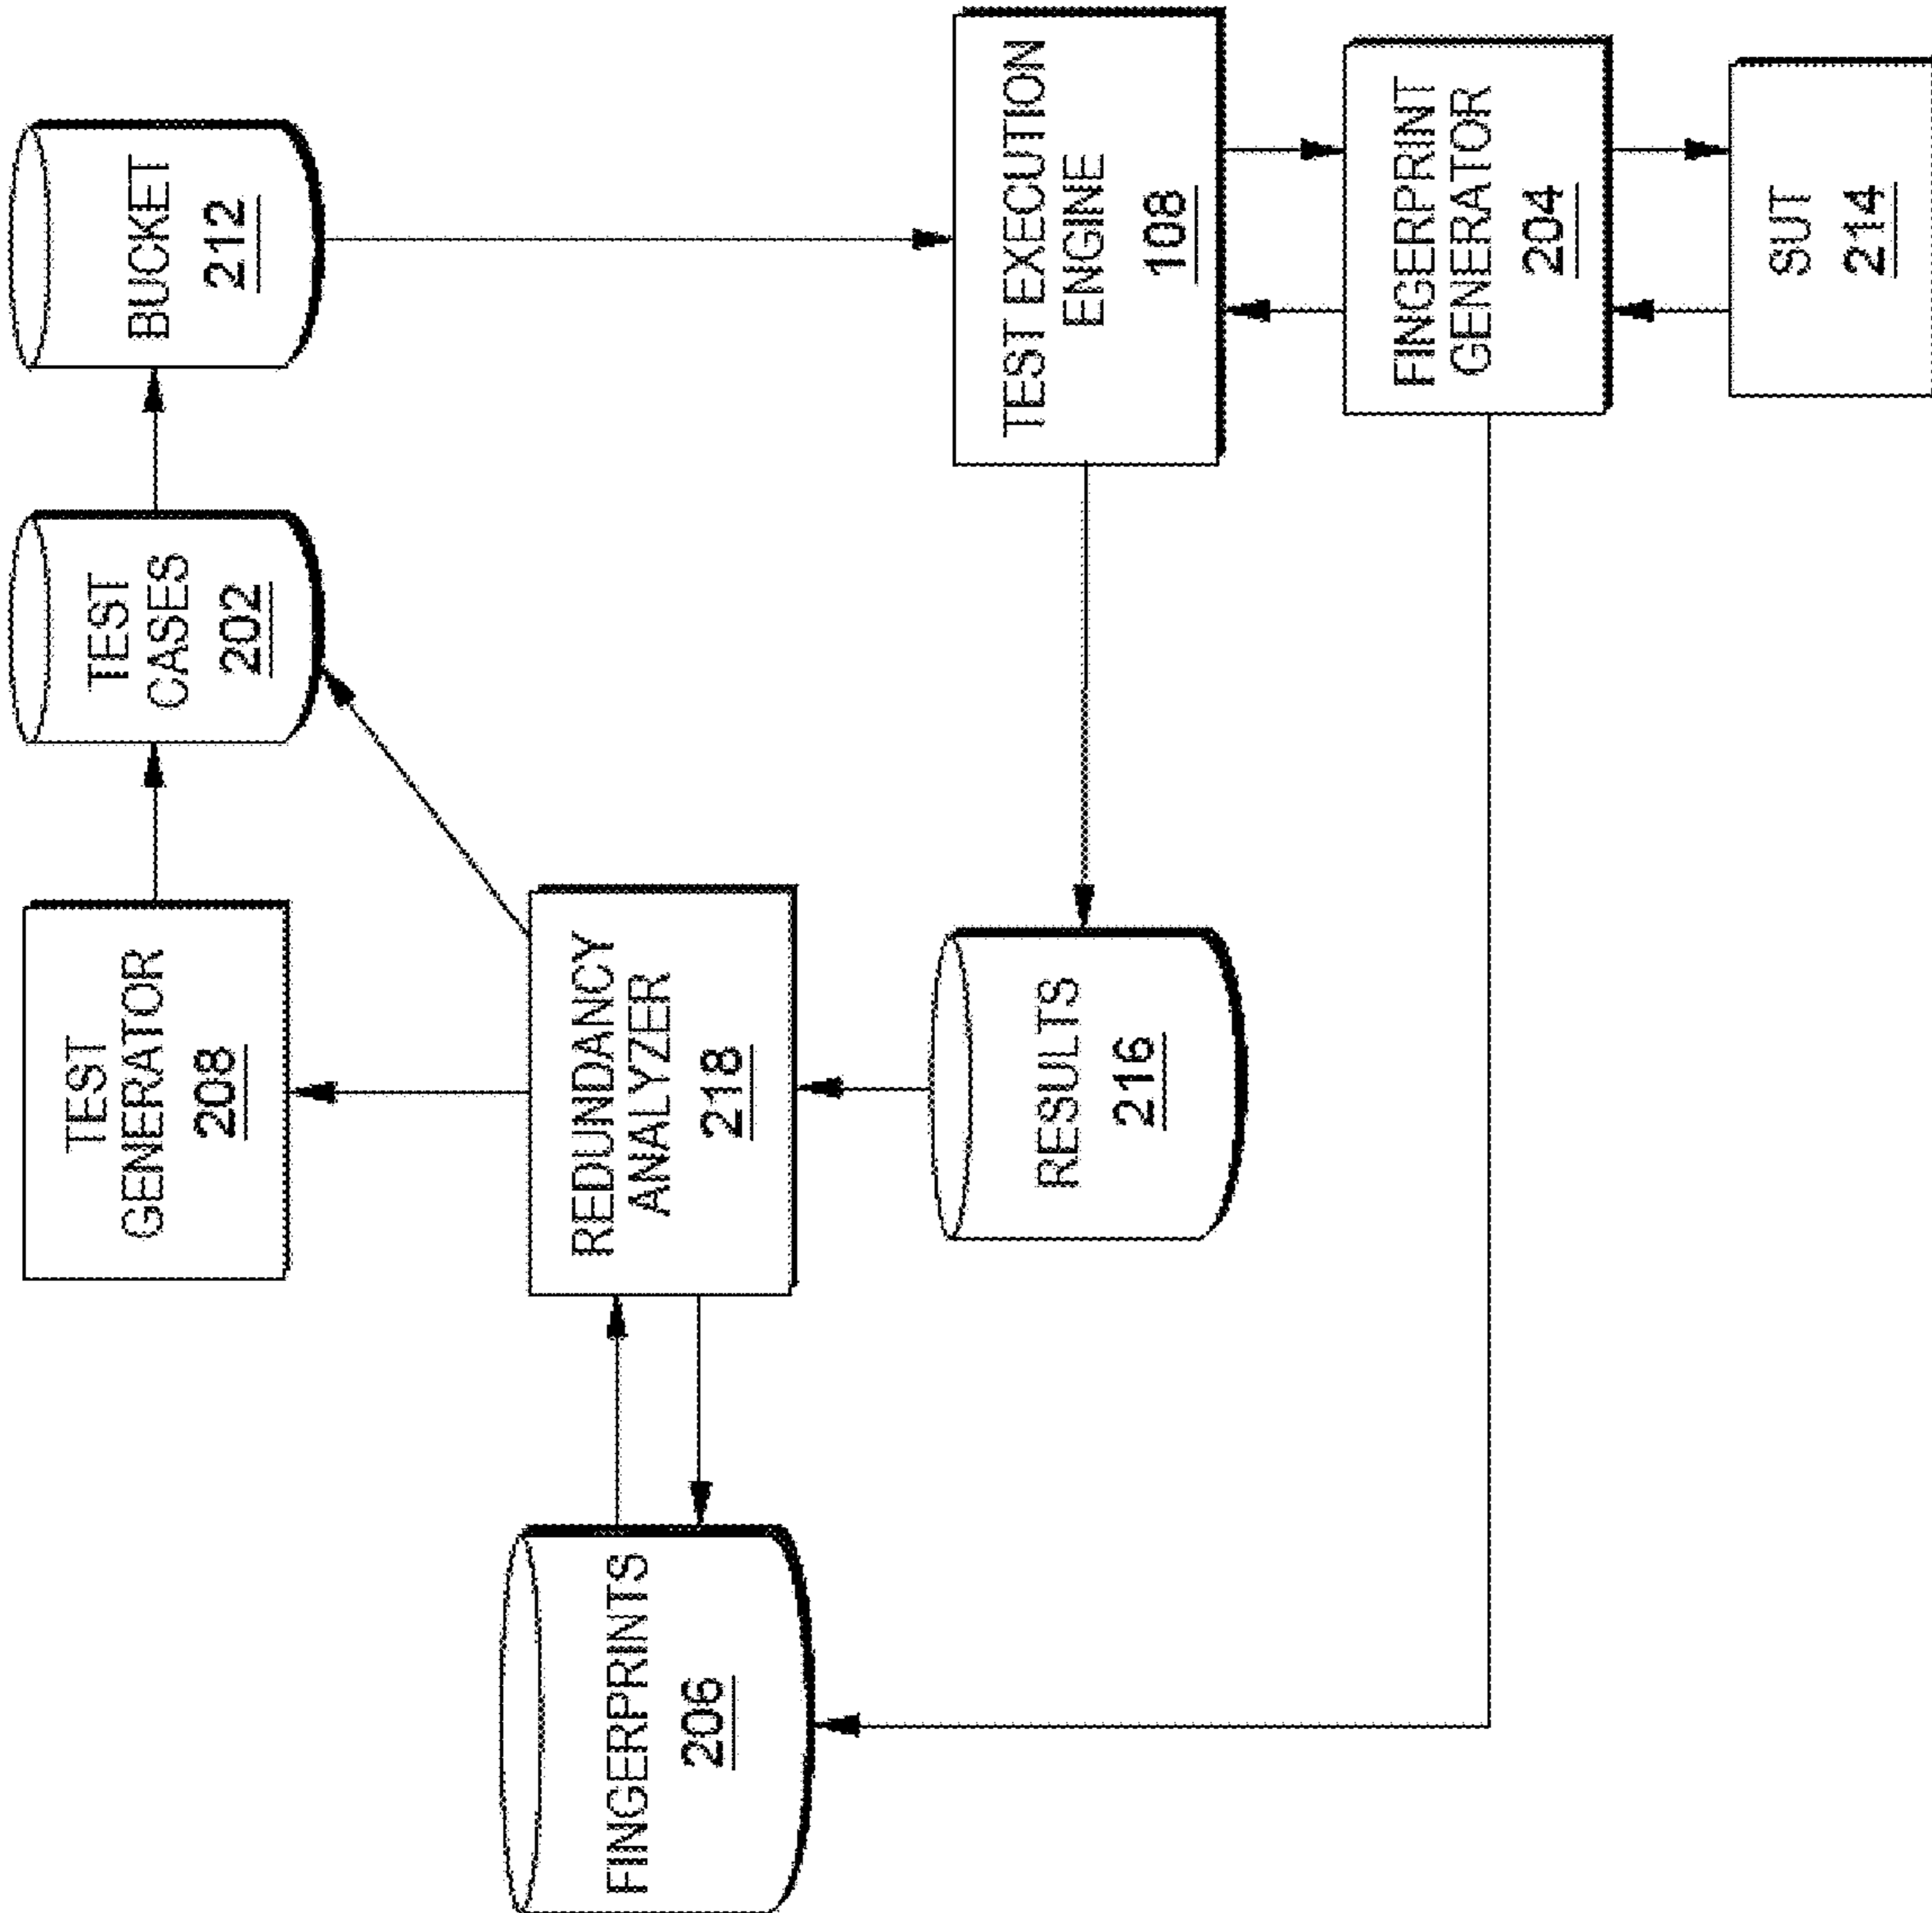 TEST
GENERATOR
208
TEST
CASES
202
BUCKET
212
FINGERPRINTS
206
REDUNDANCY
ANALYZER
218
RESULTS
216
TEST EXECUTION
ENGINE
108
FINGERPRINT
GENERATOR
204
SUT
214